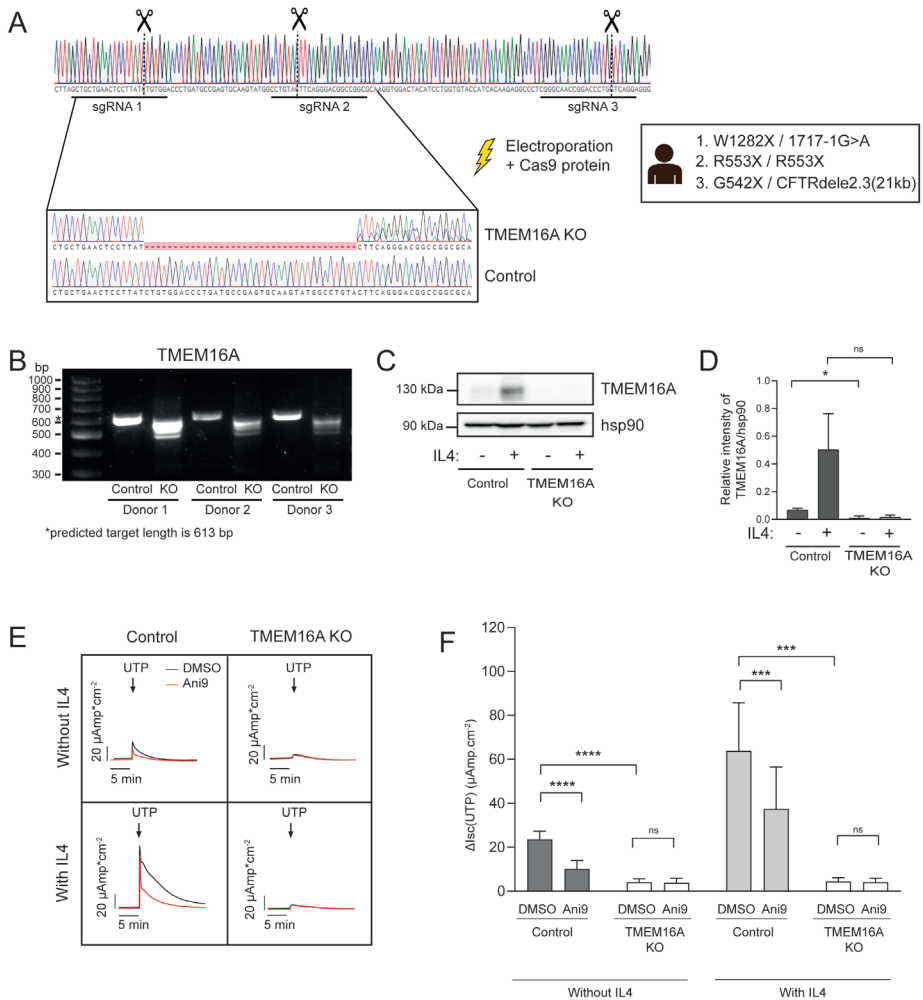 A
CTTAGCTGCTGAACTCCTTATCTGTGGACCCTGATGCCGAGTGCAAGTATGGCCTGTACTTCAGGGACGGCCGGCGCAAGGTGGACTACATCCTGGTGTACCATCACAAGAGGCCCTCGGGCAACCGGACCCTGGTCAGGAGGG
sgRNA 1
sgRNA 2
sgRNA 3
Electroporation
+ Cas9 protein
1. W1282X / 1717-1G>A
2. R553X / R553X
3. G542X / CFTRdele2.3(21kb)
CTGCTGAACTCCTTAT------------------------------------CTTCAGGGACGGCCGGCGCA
TMEM16A KO
CTGCTGAACTCCTTATCTGTGGACCCTGATGCCGAGTGCAAGTATGGCCTGTACTTCAGGGACGGCCGGCGCA
Control
B
TMEM16A
bp
1000
900
800
700
*
600
500
400
300
Control KO Control KO Control KO
Donor 1 Donor 2 Donor 3
*predicted target length is 613 bp
C
130 kDa
TMEM16A
90 kDa
hsp90
IL4: - + - +
Control TMEM16A
KO
D
Relative intensity of
TMEM16A/hsp90
ns
*
1.0
0.8
0.6
0.4
0.2
0.0
IL4: - + - +
Control TMEM16A
KO
E
Control TMEM16A KO
Without IL4
UTP
DMSO
Ani9
20 µAmp*cm-2
5 min
UTP
20 µAmp*cm-2
5 min
With IL4
UTP
20 µAmp*cm-2
5 min
UTP
20 µAmp*cm-2
5 min
F
ΔIsc(UTP) (µAmp.cm-2)
120
100
80
60
40
20
0
****
****
ns
***
***
ns
DMSO Ani9 DMSO Ani9 DMSO Ani9 DMSO Ani9
Control TMEM16A
KO Control TMEM16A
KO
Without IL4 With IL4